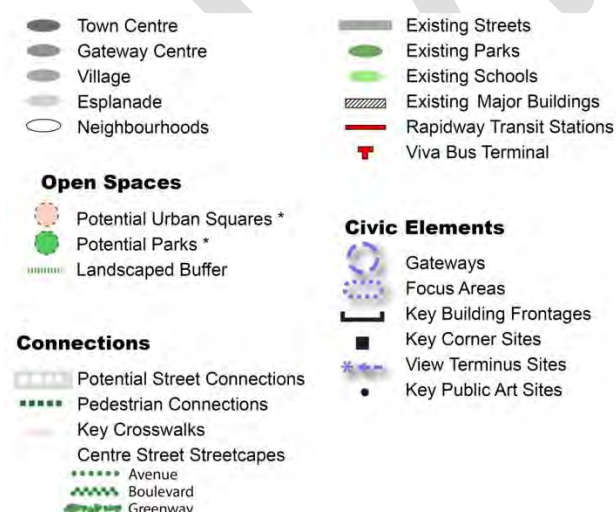 Town Centre
Gateway Centre
Village
Esplanade
Neighbourhoods
Open Spaces
Potential Urban Squares *
Potential Parks *
Landscaped Buffer
Connections
Potential Street Connections
Pedestrian Connections
Key Crosswalks
Centre Street Streetcapes
Avenue
Boulevard
Greenway
Existing Streets
Existing Parks
Existing Schools
Existing Major Buildings
Rapidway Transit Stations
Viva Bus Terminal
Civic Elements
Gateways
Focus Areas
Key Building Frontages
Key Corner Sites
View Terminus Sites
Key Public Art Sites